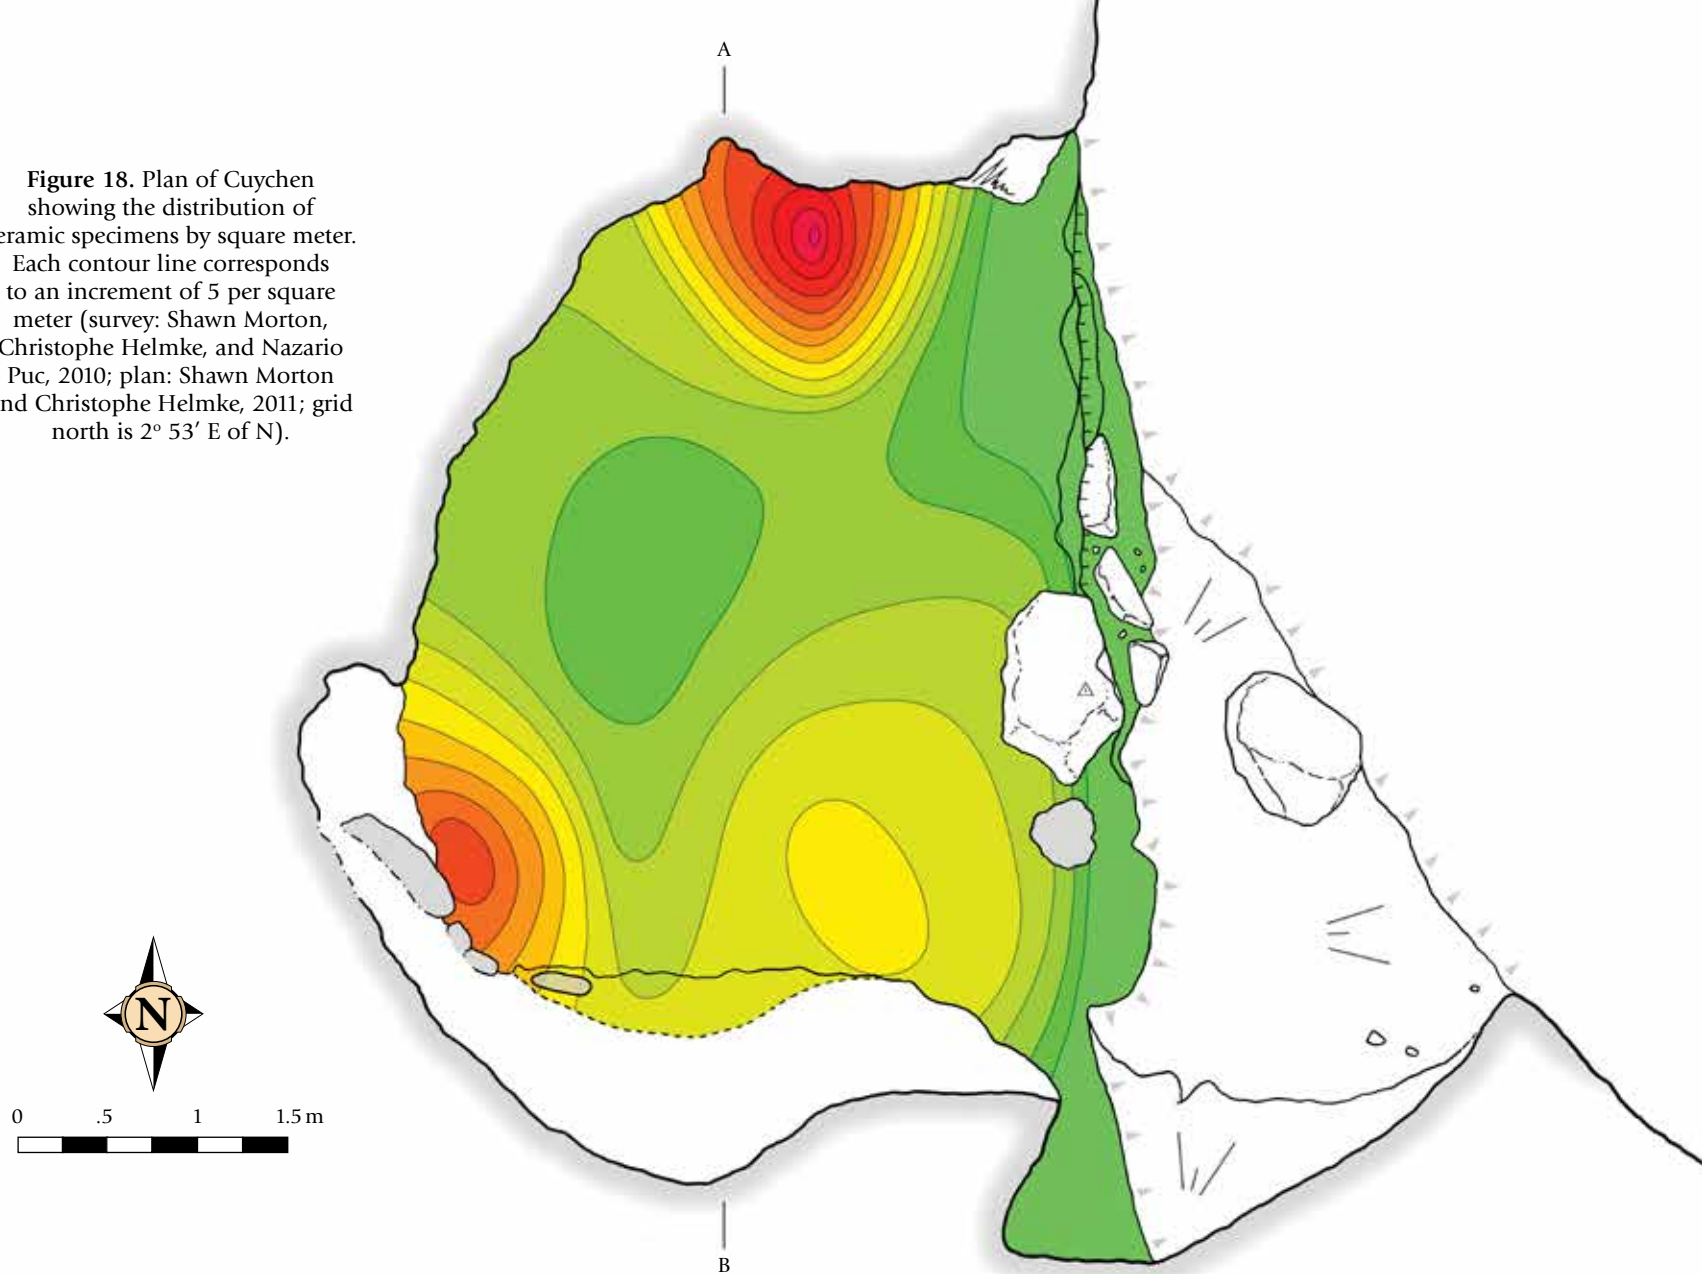 A
Figure 18. Plan of Cuychen
showing the distribution of
eramic specimens by square meter.
Each contour line corresponds
to an increment of 5 per square
meter (survey: Shawn Morton,
Christophe Helmke, and Nazario
Puc, 2010; plan: Shawn Morton
nd Christophe Helmke, 2011; grid
north is 2º 53′ E of N).
N
0 .5 1 1.5 m
B